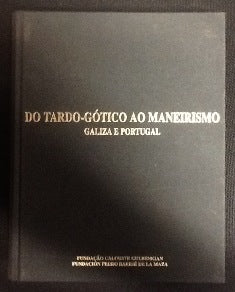 DO TARDO-GÓTICO AO MANEIRISMO
GALIZA E PORTUGAL
FUNDAÇÃO CALOUSTE GULBENKIAN
FUNDACIÓN PEDRO BARRIÉ DE LA MAZA